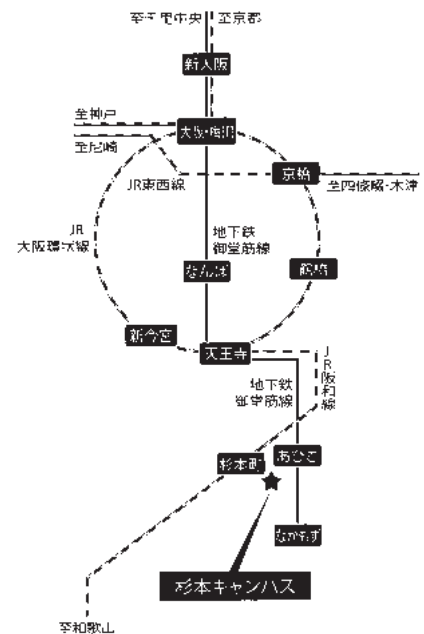 至千里中央
至京都
新大阪
至神戸
大阪・梅田
至尼崎
京橋
JR東西線
至四條畷・木津
JR
大阪環状線
地下鉄
御堂筋線
なんば
鶴橋
新今宮
天王寺
JR阪和線
地下鉄
御堂筋線
あびこ
杉本町
なかもず
杉本キャンパス
至和歌山